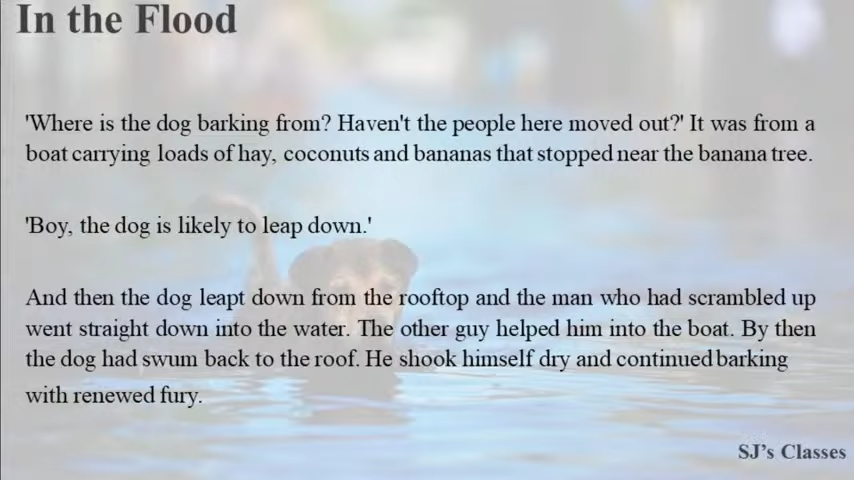 In the Flood
'Where is the dog barking from? Haven't the people here moved out?' It was from a
boat carrying loads of hay, coconuts and bananas that stopped near the banana tree.
'Boy, the dog is likely to leap down.'
And then the dog leapt down from the rooftop and the man who had scrambled up
went straight down into the water. The other guy helped him into the boat. By then
the dog had swum back to the roof. He shook himself dry and continued barking
with renewed fury.
SJ's Classes